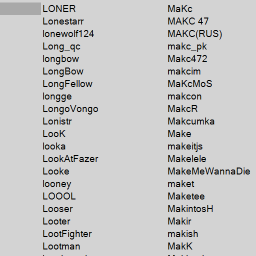 LONER MaKc
Lonestarr MAKC 47
lonewolf124 MAKC(RUS)
Long_qc makc_pk
longbow Makc472
LongBow makcim
LongFellow MaKcMoS
longge makcon
LongoVongo MakcR
Lonistr Makcumka
LooK Make
looka makeitjs
LookAtFazer Makelele
Looke MakeMeWannaDie
looney maket
LOOOL Maketee
Looser MakintosH
Looter Makir
LootFighter makish
Lootman MakK